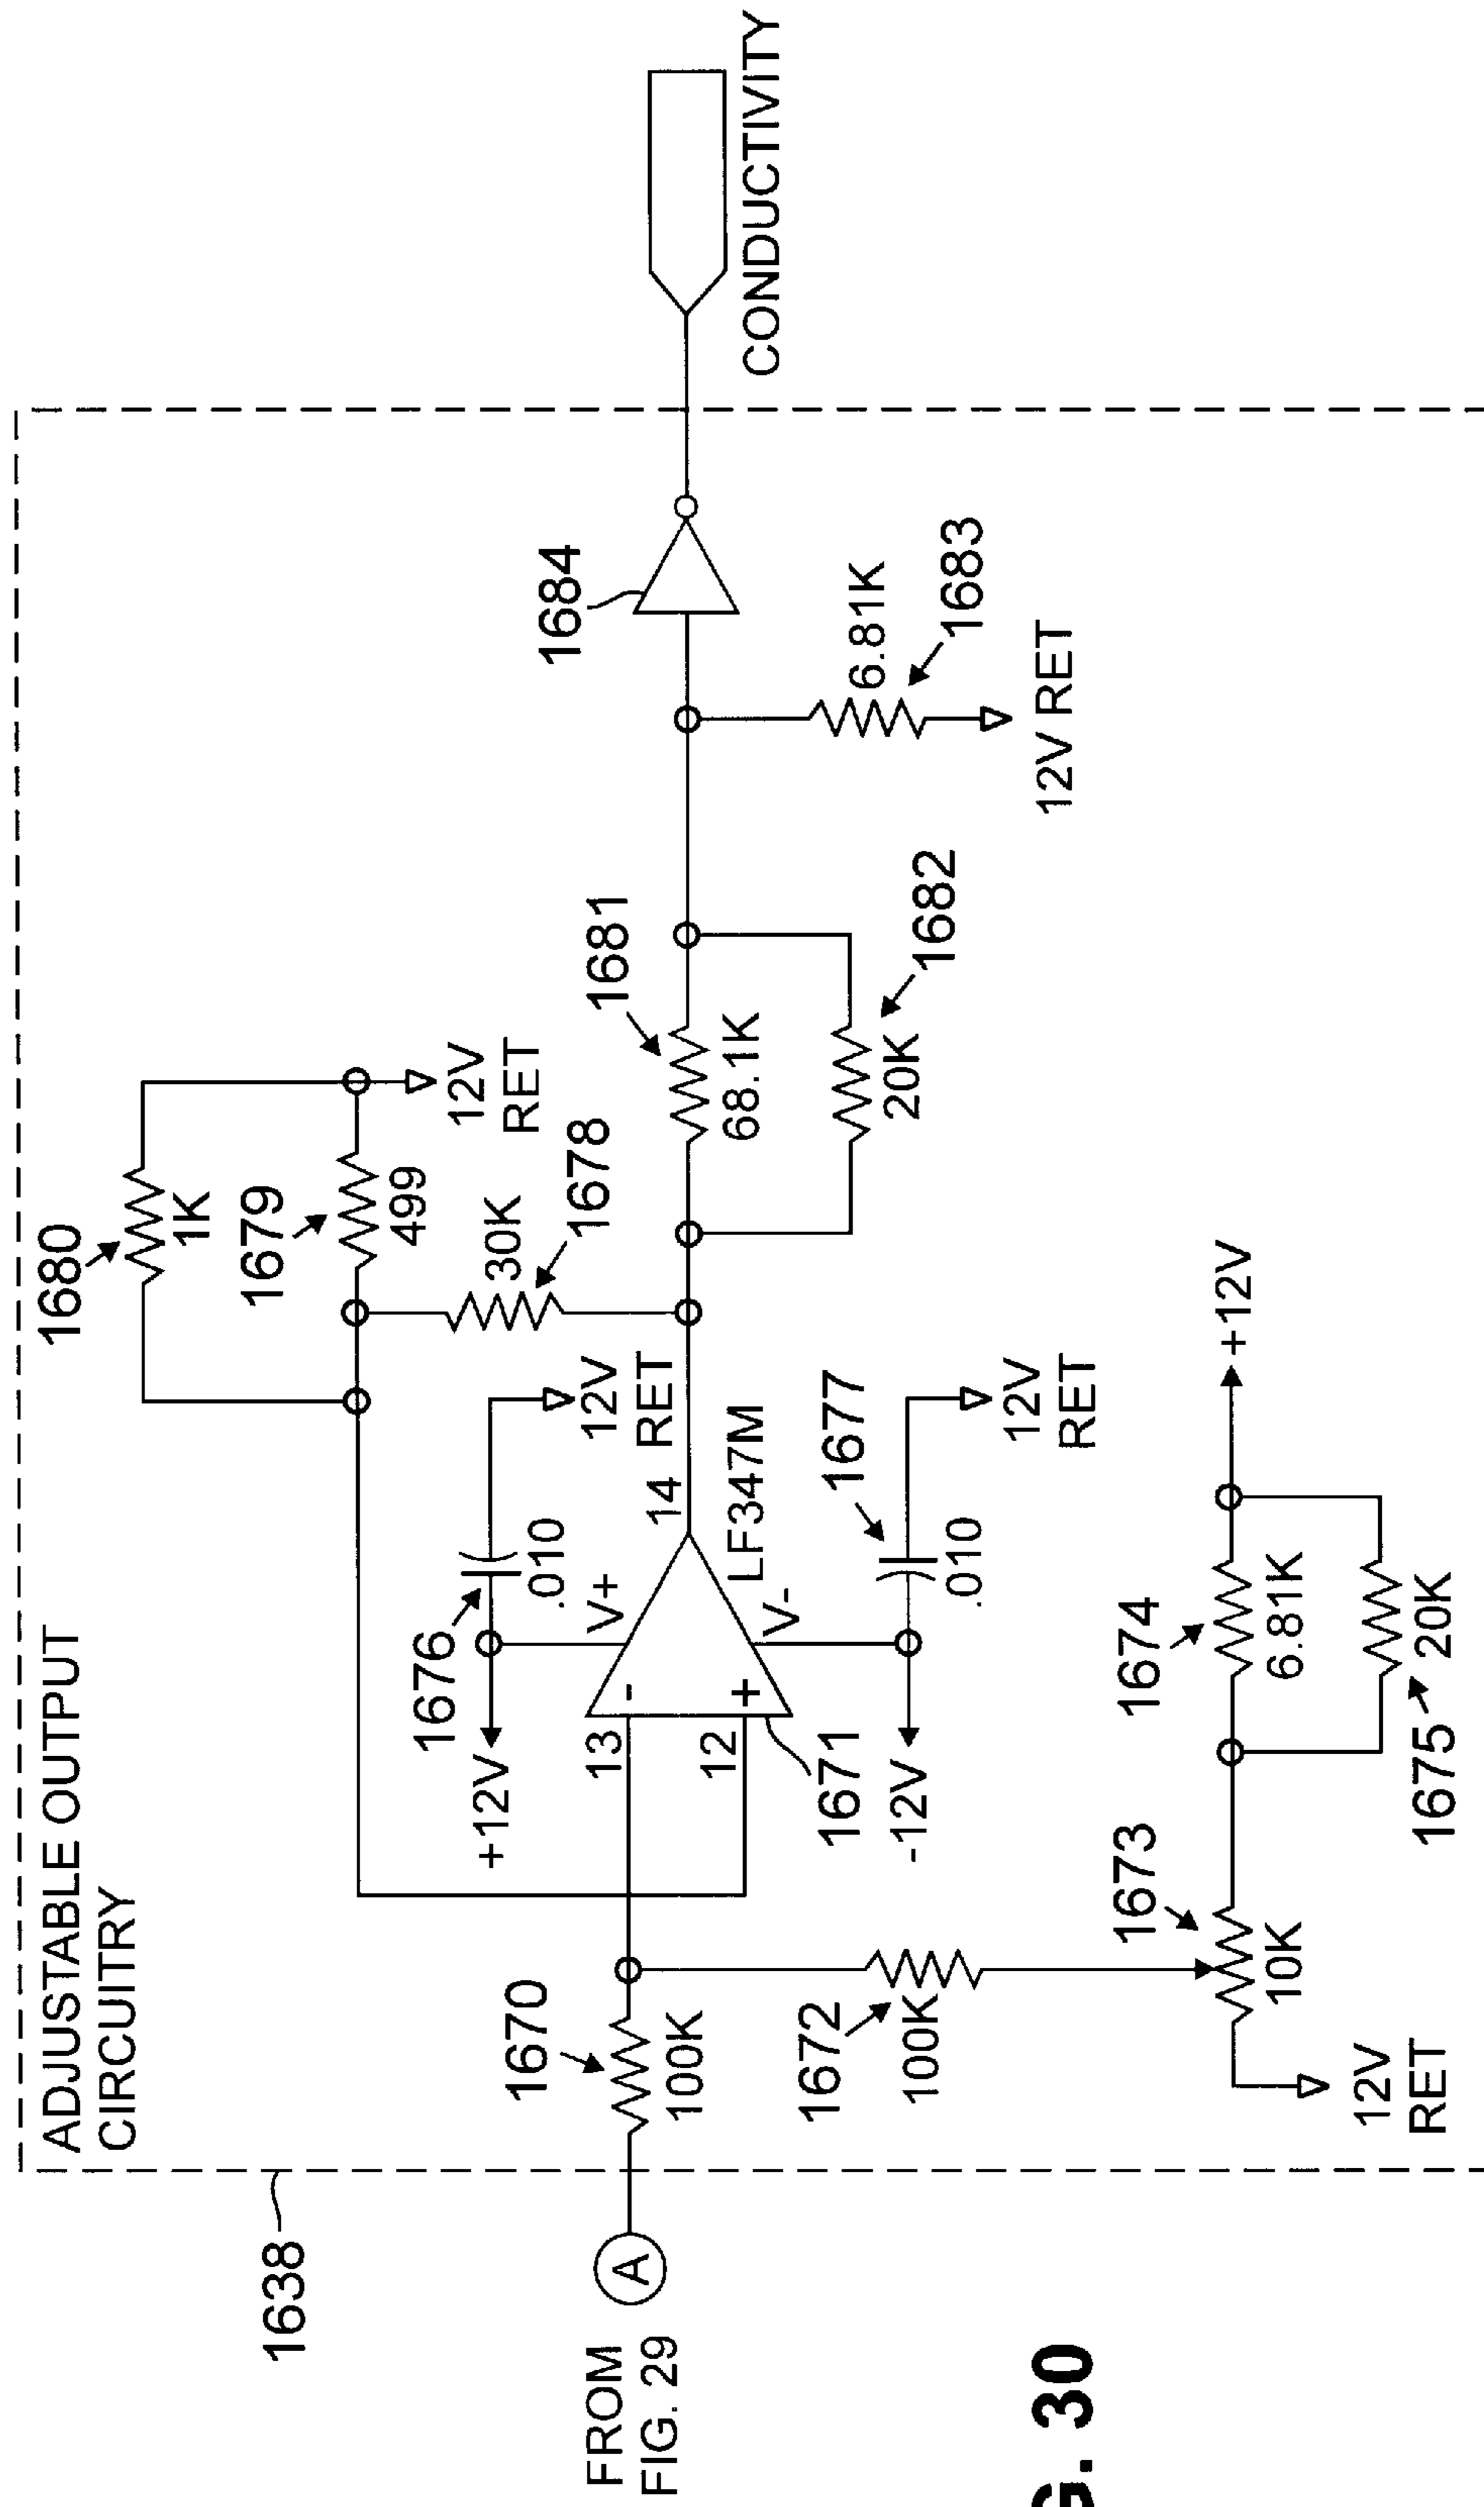 ADJUSTABLE OUTPUT
CIRCUITRY
1638
1680
1K
1679
499
12V
RET
30K
1678
1676
+12V
.010
12V
RET
V+
14
13
-
12
+
LF347M
V-
1671
-12V
1677
.010
12V
RET
FROM
FIG. 29
A
1670
100K
1672
100K
1681
68.1K
20K
1682
1684
6.81K
1683
12V RET
CONDUCTIVITY
1673
10K
12V
RET
1674
6.81K
+12V
1675
20K
G. 30